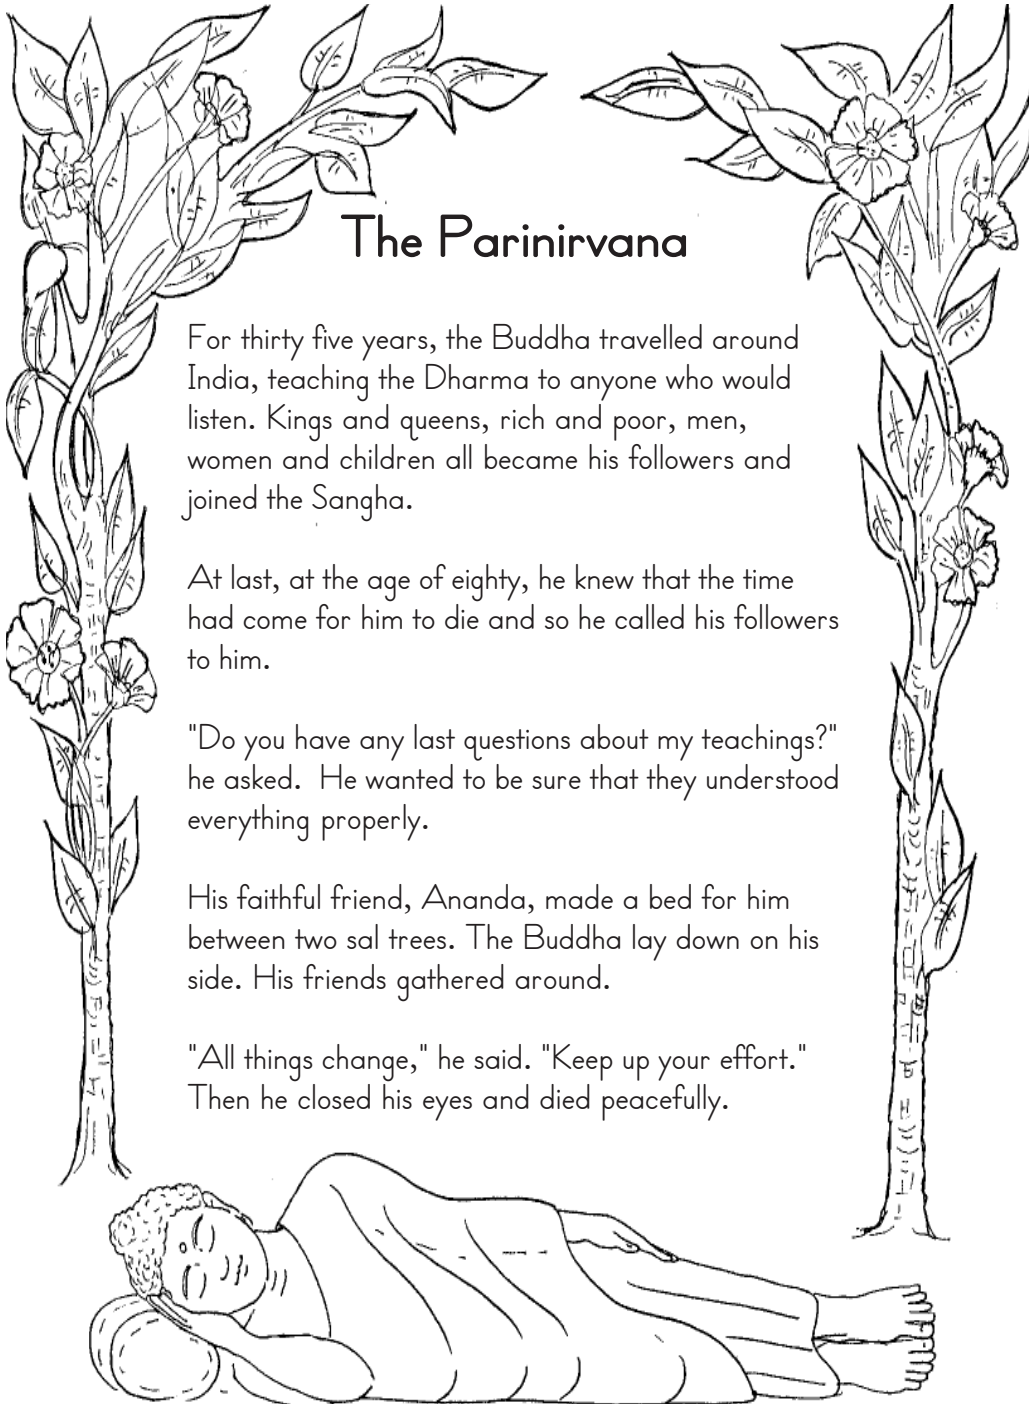 The Parinirvana
For thirty five years, the Buddha travelled around
India, teaching the Dharma to anyone who would
listen. Kings and queens, rich and poor, men,
women and children all became his followers and
joined the Sangha.
At last, at the age of eighty, he knew that the time
had come for him to die and so he called his followers
to him.
"Do you have any last questions about my teachings?"
he asked.  He wanted to be sure that they understood
everything properly.
His faithful friend, Ananda, made a bed for him
between two sal trees. The Buddha lay down on his
side. His friends gathered around.
"All things change," he said. "Keep up your effort."
Then he closed his eyes and died peacefully.